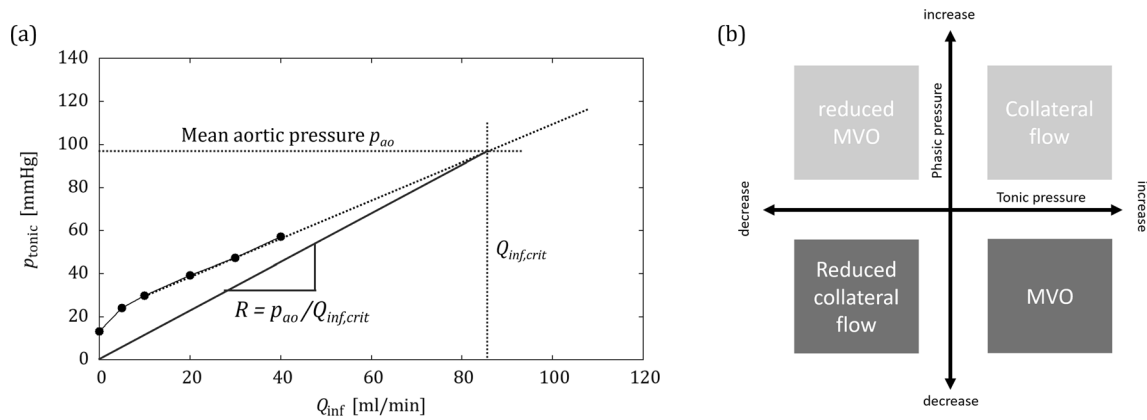 (a)
140
120
100
80
60
40
20
0
p_tonic [mmHg]
Mean aortic pressure p_ao
Q_inf,crit
R = p_ao/Q_inf,crit
0 20 40 60 80 100 120
Q_inf [ml/min]
(b)
increase
reduced
MVO
Collateral
flow
Phasic pressure
Tonic pressure
decrease
increase
Reduced
collateral
flow
MVO
decrease